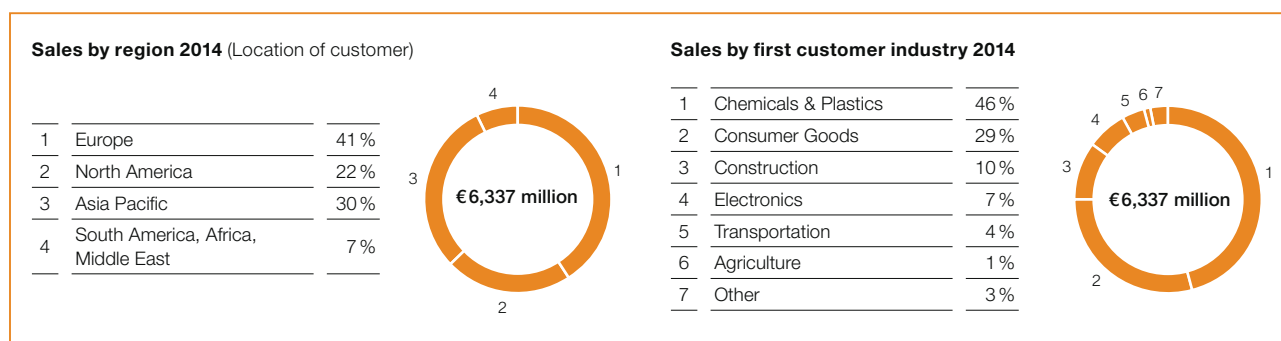 Sales by region 2014 (Location of customer)
1 Europe 41 %
2 North America 22 %
3 Asia Pacific 30 %
4 South America, Africa,
Middle East 7 %
4
3
€ 6,337 million
1
2
Sales by first customer industry 2014
1 Chemicals & Plastics 46 %
2 Consumer Goods 29 %
3 Construction 10 %
4 Electronics 7 %
5 Transportation 4 %
6 Agriculture 1 %
7 Other 3 %
5 6 7
4
3
€ 6,337 million
1
2